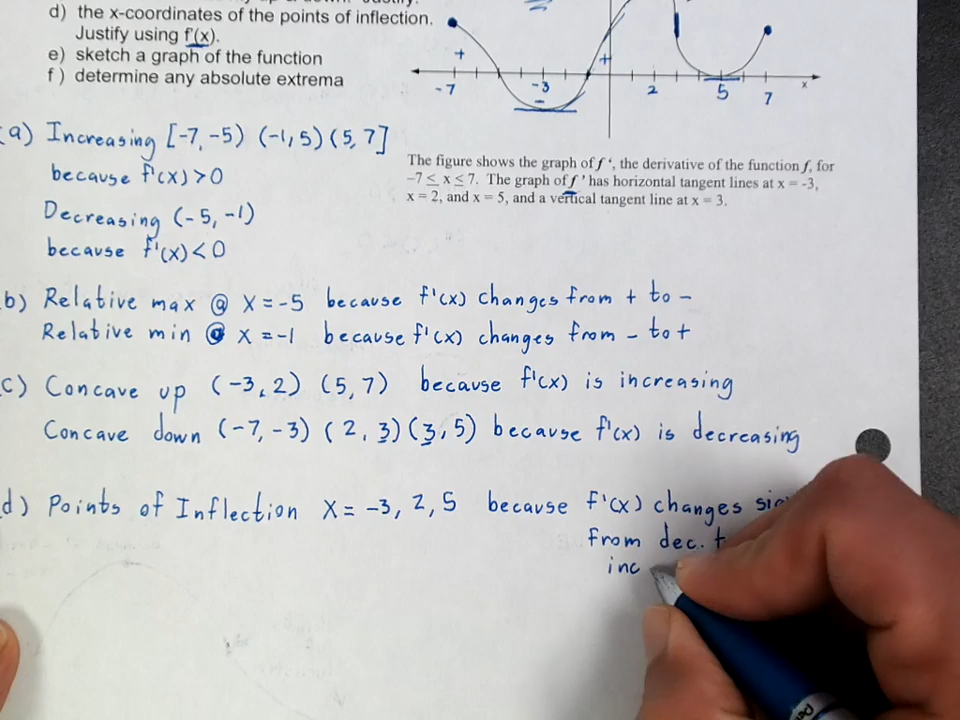 d) the x-coordinates of the points of inflection.
Justify using f'(x).
e) sketch a graph of the function
f) determine any absolute extrema
+ + -
-7 -3 2 5 7 x
The figure shows the graph of f ', the derivative of the function f, for
-7 ≤ x ≤ 7. The graph of f ' has horizontal tangent lines at x = -3,
x = 2, and x = 5, and a vertical tangent line at x = 3.
a) Increasing [-7, -5) (-1, 5) (5, 7]
because f'(x) > 0
Decreasing (-5, -1)
because f'(x) < 0
b) Relative max @ x = -5 because f'(x) changes from + to -
Relative min @ x = -1 because f'(x) changes from - to +
c) Concave up (-3, 2) (5, 7) because f'(x) is increasing
Concave down (-7, -3) (2, 3) (3, 5) because f'(x) is decreasing
d) Points of Inflection x = -3, 2, 5 because f'(x) changes
from dec.
inc